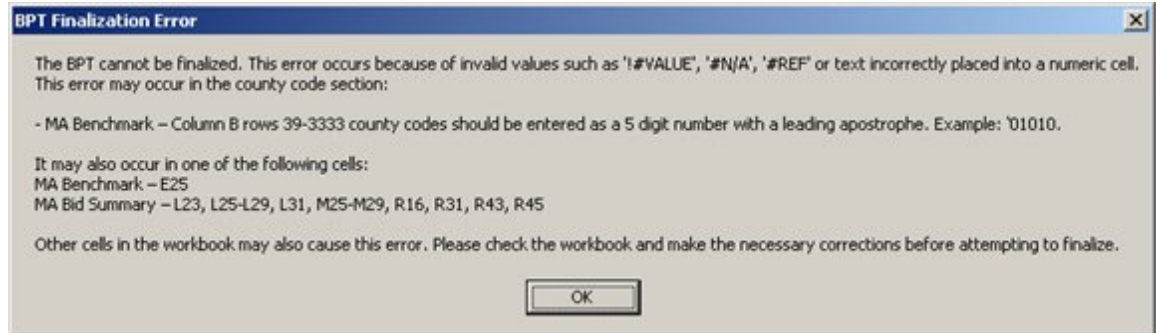 BPT Finalization Error
The BPT cannot be finalized. This error occurs because of invalid values such as '!#VALUE', '#N/A', '#REF' or text incorrectly placed into a numeric cell.
This error may occur in the county code section:
- MA Benchmark – Column B rows 39-3333 county codes should be entered as a 5 digit number with a leading apostrophe. Example: '01010.
It may also occur in one of the following cells:
MA Benchmark – E25
MA Bid Summary – L23, L25-L29, L31, M25-M29, R16, R31, R43, R45
Other cells in the workbook may also cause this error. Please check the workbook and make the necessary corrections before attempting to finalize.
OK